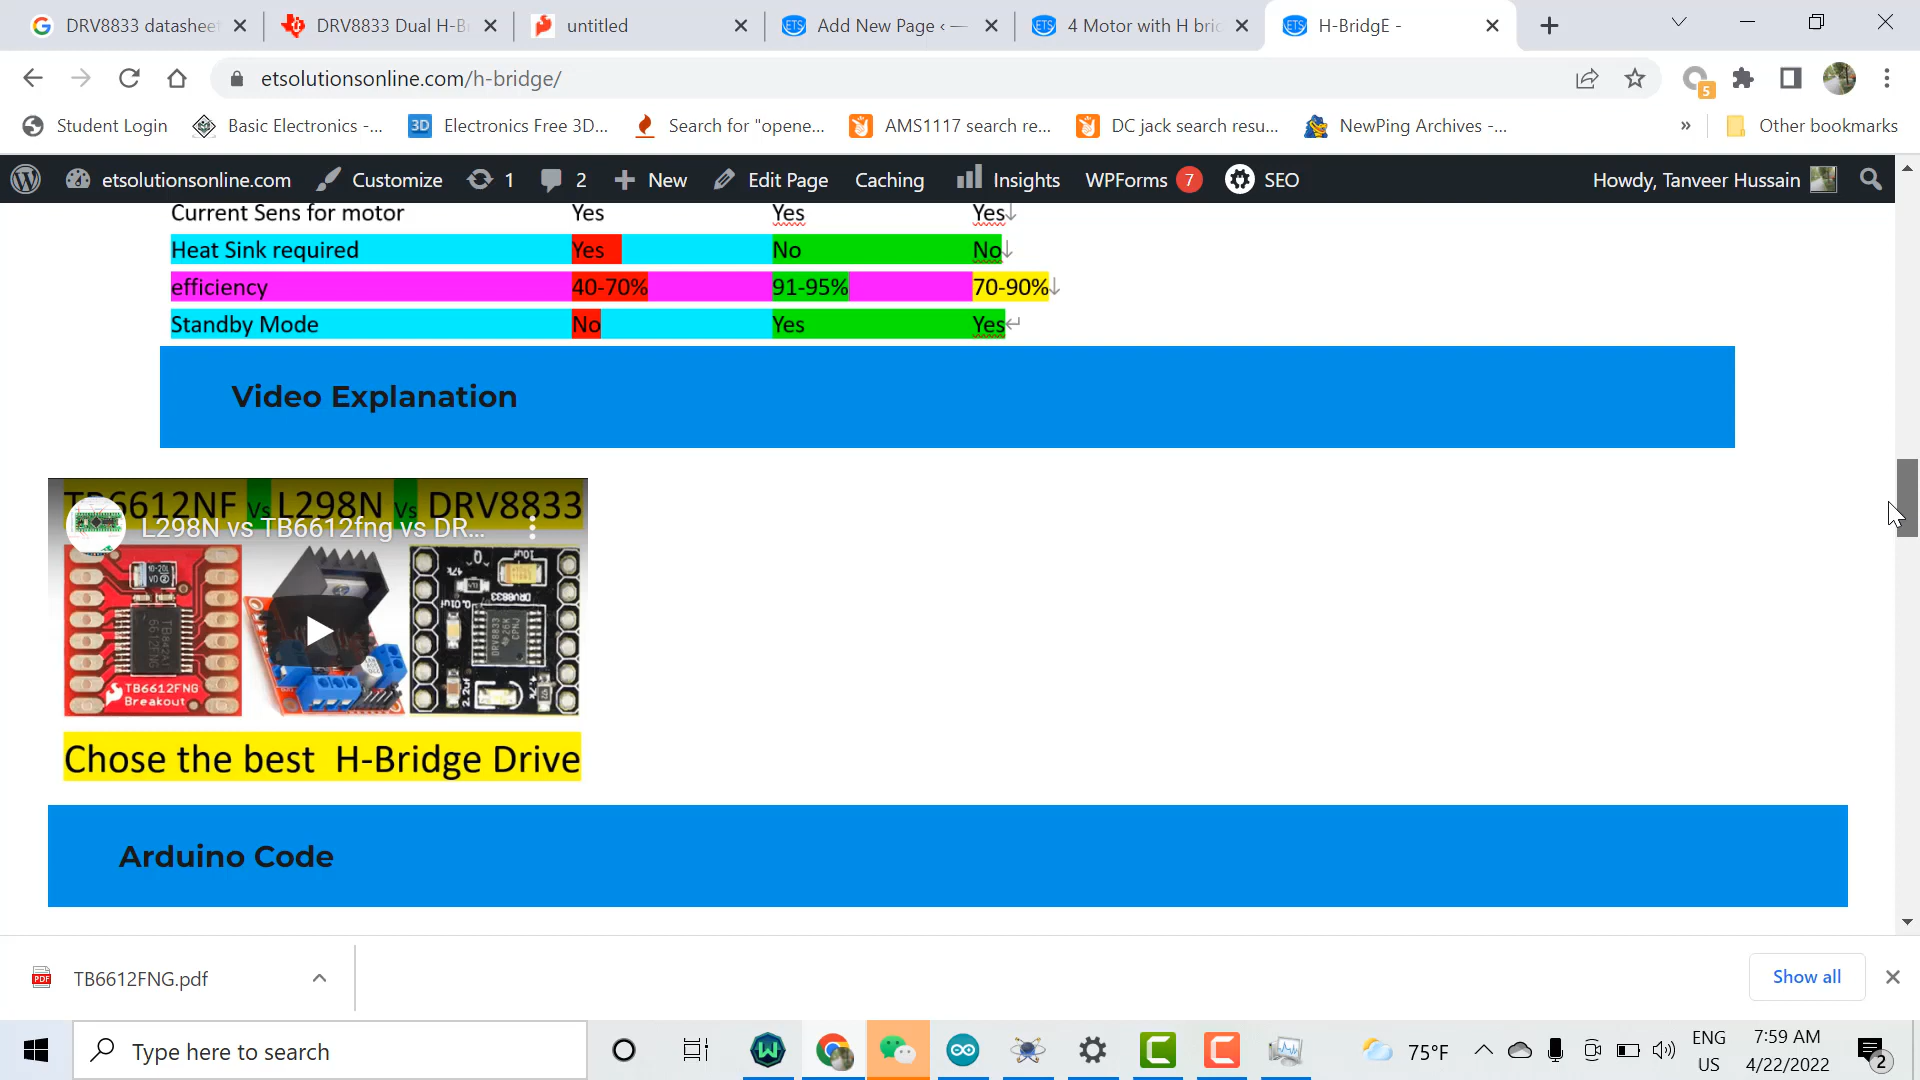 DRV8833 datashee
DRV8833 Dual H-B
untitled
Add New Page ‹ —
4 Motor with H bri
H-BridgE -
etsolutionsonline.com/h-bridge/
5
Student Login
Basic Electronics -...
Electronics Free 3D...
Search for "opene...
AMS1117 search re...
DC jack search resu...
NewPing Archives -...
»
Other bookmarks
etsolutionsonline.com
Customize
1
2
New
Edit Page
Caching
Insights
WPForms 7
SEO
Howdy, Tanveer Hussain
Current Sens for motor Yes Yes Yes↓
Heat Sink required Yes No No↓
efficiency 40-70% 91-95% 70-90%↓
Standby Mode No Yes Yes↵
Video Explanation
TB6612NF Vs L298N Vs DRV8833
L298N vs TB6612fng vs DR...
TB6612FNG
Breakout
DRV8833
Chose the best H-Bridge Drive
Arduino Code
TB6612FNG.pdf
Show all
Type here to search
75°F
ENG
US
7:59 AM
4/22/2022
2